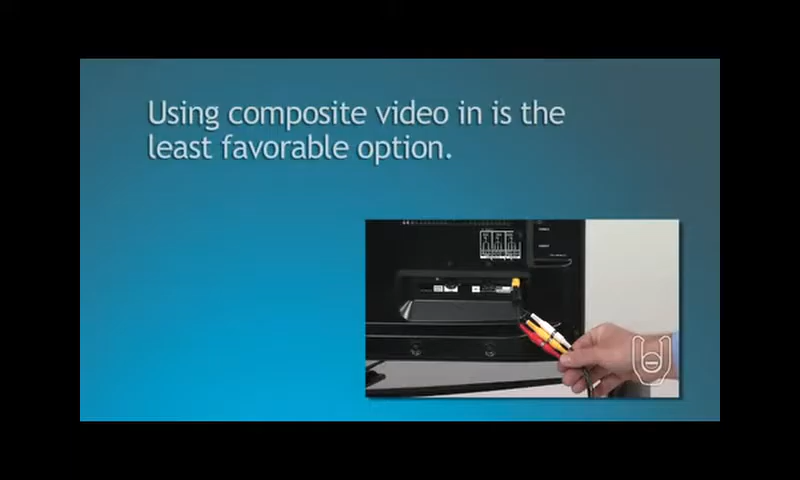 Using composite video in is the
least favorable option.